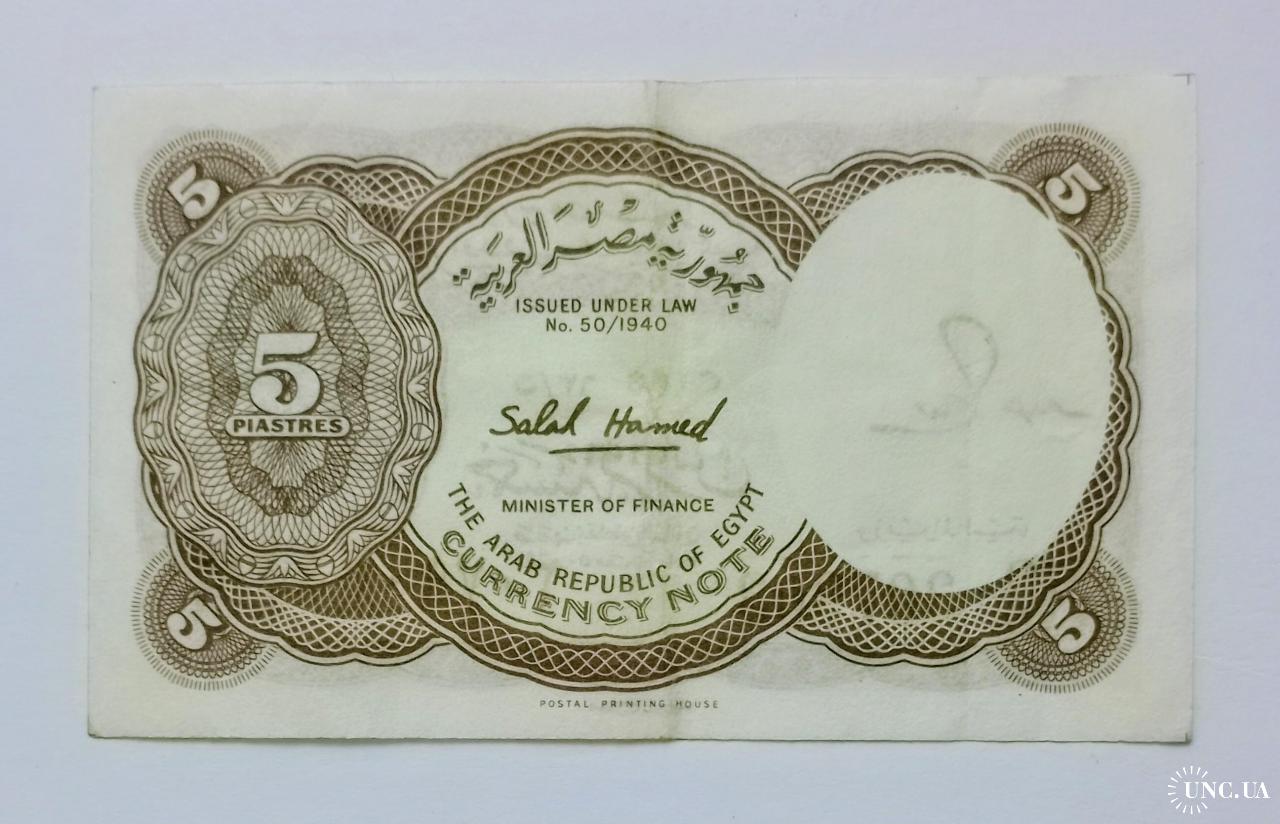 5
5
جمهورية مصر العربية
ISSUED UNDER LAW
No. 50/1940
5
PIASTRES
Salah Hamed
MINISTER OF FINANCE
THE ARAB REPUBLIC OF EGYPT
CURRENCY NOTE
5
5
POSTAL PRINTING HOUSE
UNC.UA